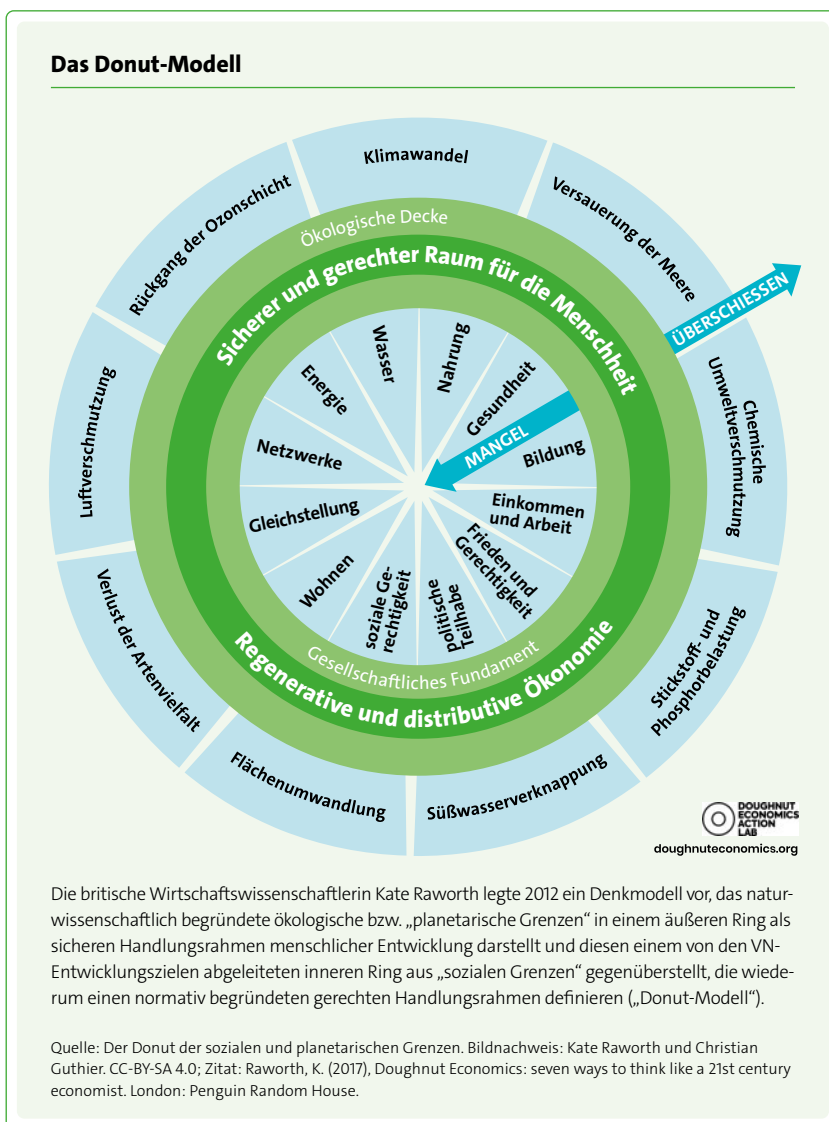 Das Donut-Modell
Klimawandel
Versauerung der Meere
ÜBERSCHIESSEN
Chemische
Umweltverschmutzung
Stickstoff- und
Phosphorbelastung
Süßwasserverknappung
Flächenumwandlung
Verlust der Artenvielfalt
Luftverschmutzung
Rückgang der Ozonschicht
Ökologische Decke
Sicherer und gerechter Raum für die Menschheit
Wasser
Nahrung
Gesundheit
MANGEL
Bildung
Einkommen
und Arbeit
Frieden und
Gerechtigkeit
politische
Teilhabe
soziale Ge-
rechtigkeit
Wohnen
Gleichstellung
Netzwerke
Energie
Gesellschaftliches Fundament
Regenerative und distributive Ökonomie
DOUGHNUT
ECONOMICS
ACTION
LAB
doughnuteconomics.org
Die britische Wirtschaftswissenschaftlerin Kate Raworth legte 2012 ein Denkmodell vor, das natur-
wissenschaftlich begründete ökologische bzw. „planetarische Grenzen“ in einem äußeren Ring als
sicheren Handlungsrahmen menschlicher Entwicklung darstellt und diesen einem von den VN-
Entwicklungszielen abgeleiteten inneren Ring aus „sozialen Grenzen“ gegenüberstellt, die wiede-
rum einen normativ begründeten gerechten Handlungsrahmen definieren („Donut-Modell“).
Quelle: Der Donut der sozialen und planetarischen Grenzen. Bildnachweis: Kate Raworth und Christian
Guthier. CC-BY-SA 4.0; Zitat: Raworth, K. (2017), Doughnut Economics: seven ways to think like a 21st century
economist. London: Penguin Random House.